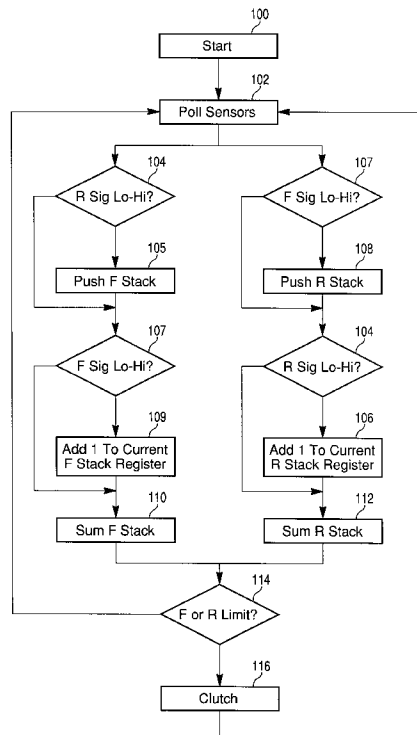 100
Start
102
Poll Sensors
104
R Sig Lo-Hi?
107
F Sig Lo-Hi?
105
Push F Stack
108
Push R Stack
107
F Sig Lo-Hi?
104
R Sig Lo-Hi?
109
Add 1 To Current
F Stack Register
106
Add 1 To Current
R Stack Register
110
Sum F Stack
112
Sum R Stack
114
F or R Limit?
116
Clutch